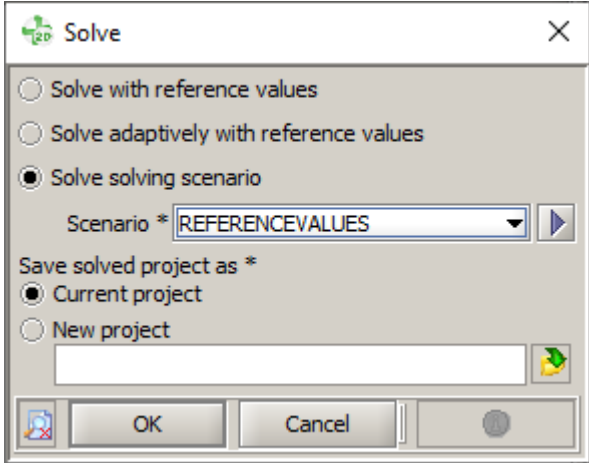 2D Solve
Solve with reference values
Solve adaptively with reference values
Solve solving scenario
Scenario * REFERENCEVALUES
Save solved project as *
Current project
New project
OK Cancel